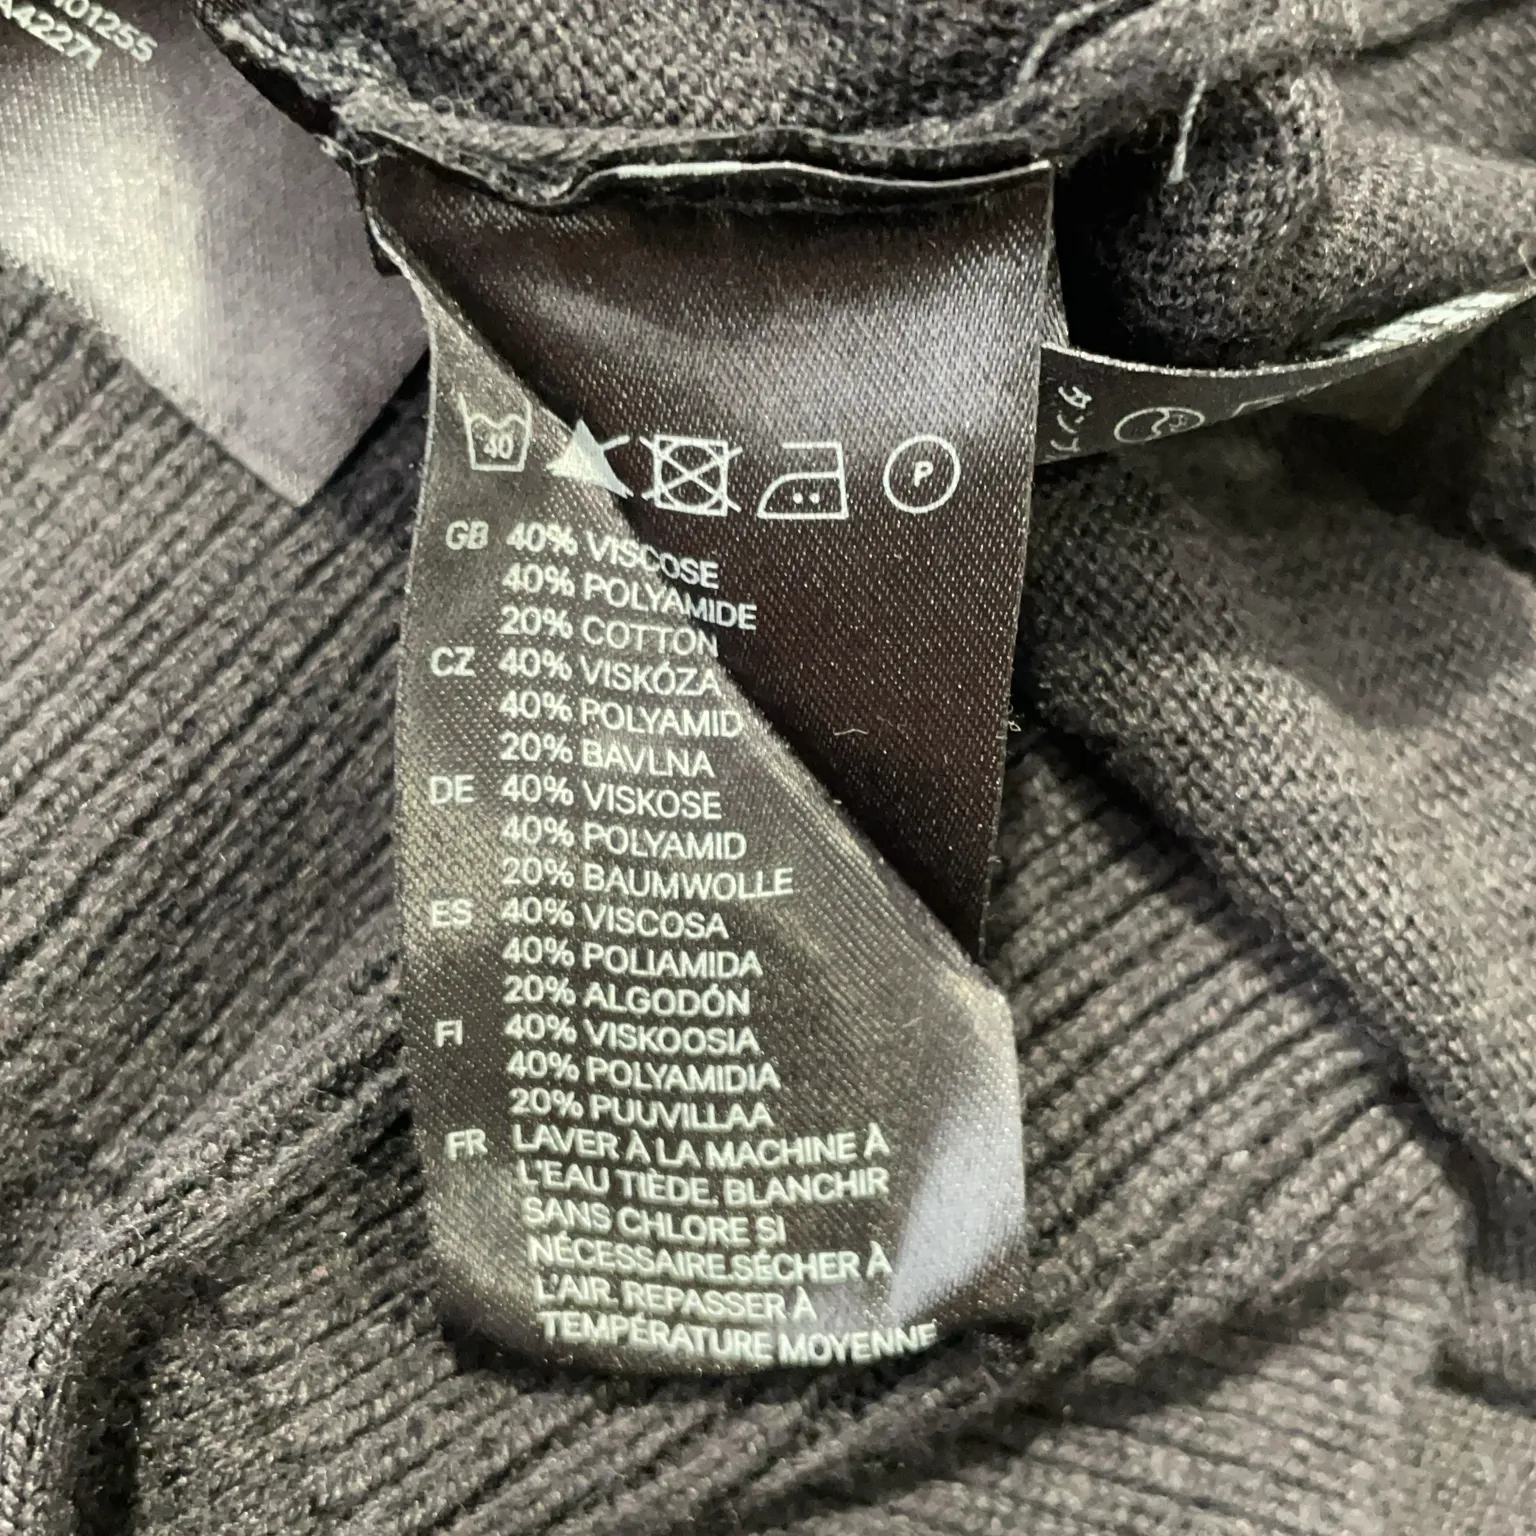 101255
A42271
40
P
GB 40% VISCOSE
40% POLYAMIDE
20% COTTON
CZ 40% VISKÓZA
40% POLYAMID
20% BAVLNA
DE 40% VISKOSE
40% POLYAMID
20% BAUMWOLLE
ES 40% VISCOSA
40% POLIAMIDA
20% ALGODÓN
FI 40% VISKOOSIA
40% POLYAMIDIA
20% PUUVILLAA
FR LAVER À LA MACHINE À
L'EAU TIÈDE. BLANCHIR
SANS CHLORE SI
NÉCESSAIRE.SÉCHER À
L'AIR. REPASSER À
TEMPÉRATURE MOYENNE